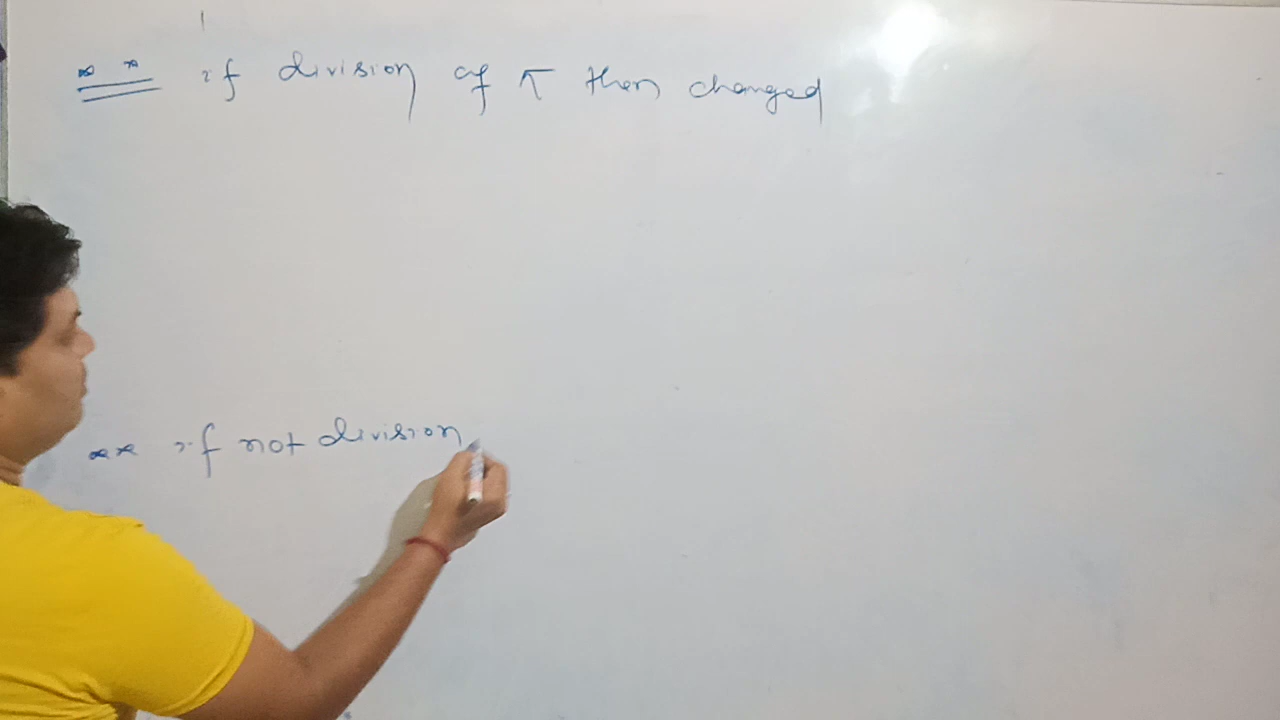 ** if division of π then changed
** if not division